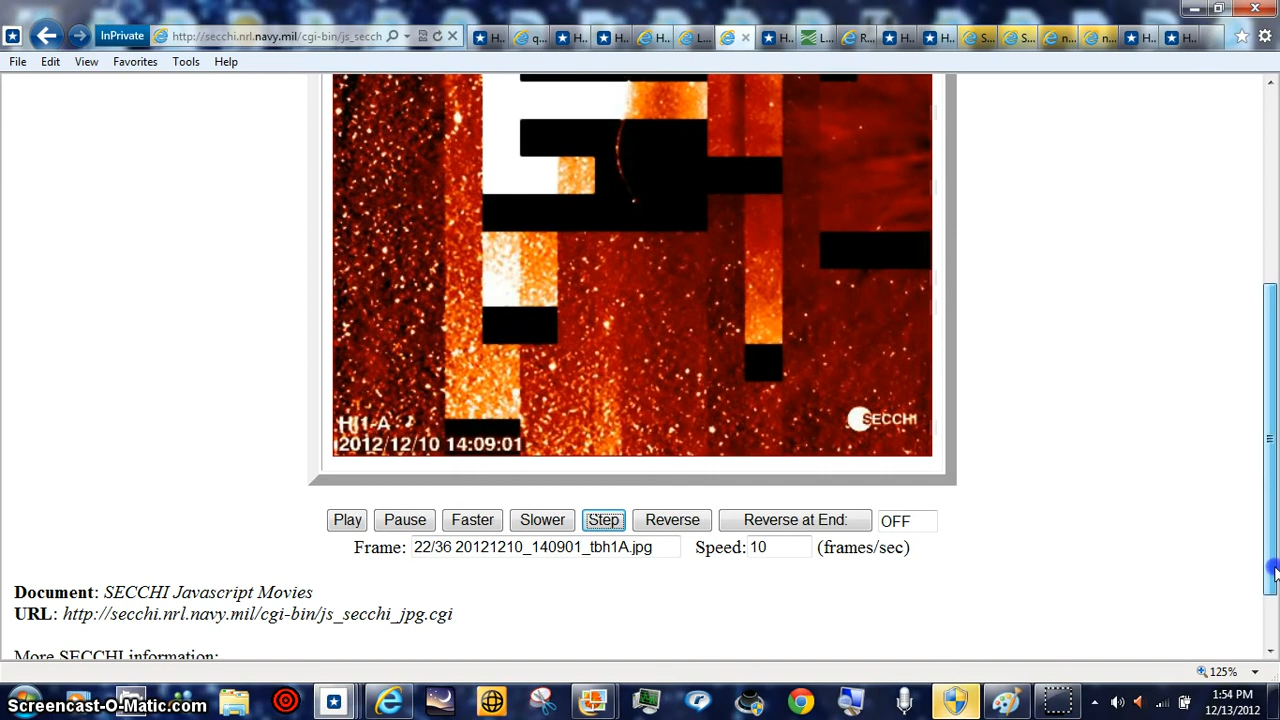 InPrivate
http://secchi.nrl.navy.mil/cgi-bin/js_secch
H...
q...
H...
H...
H...
L...
H...
L...
R...
H...
H...
S...
S...
n...
n...
H...
H...
File Edit View Favorites Tools Help
HI1-A
2012/12/10 14:09:01
SECCHI
Play Pause Faster Slower Step Reverse Reverse at End: OFF
Frame: 22/36 20121210_140901_tbh1A.jpg Speed: 10 (frames/sec)
Document: SECCHI Javascript Movies
URL: http://secchi.nrl.navy.mil/cgi-bin/js_secchi_jpg.cgi
More SECCHI information:
125%
Screencast-O-Matic.com
1:54 PM
12/13/2012